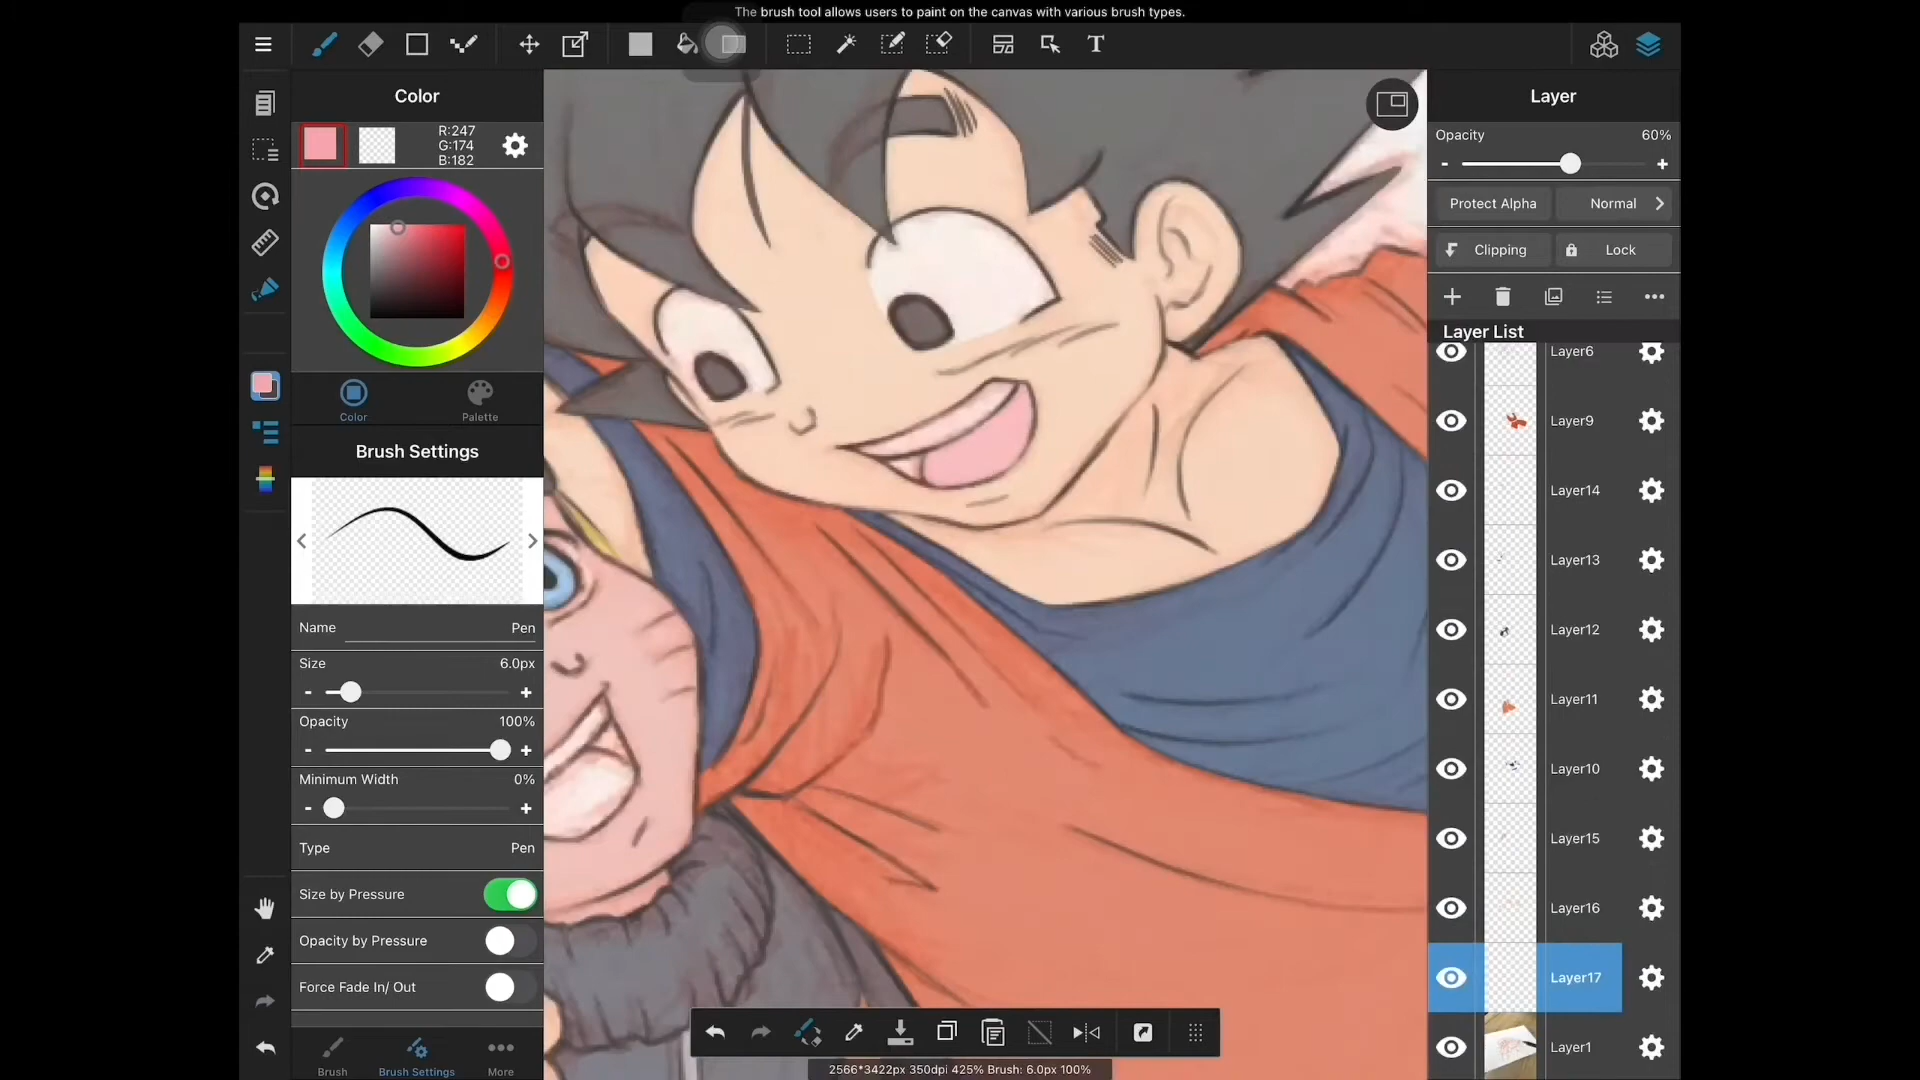 The brush tool allows users to paint on the canvas with various brush types.
T
Color
R:247
G:174
B:182
Color
Palette
Brush Settings
Name Pen
Size 6.0px
- +
Opacity 100%
- +
Minimum Width 0%
- +
Type Pen
Size by Pressure
Opacity by Pressure
Force Fade In/ Out
Brush
Brush Settings
More
2566*3422px 350dpi 425% Brush: 6.0px 100%
Layer
Opacity 60%
- +
Protect Alpha
Normal
Clipping
Lock
Layer List
Layer6
Layer9
Layer14
Layer13
Layer12
Layer11
Layer10
Layer15
Layer16
Layer17
Layer1